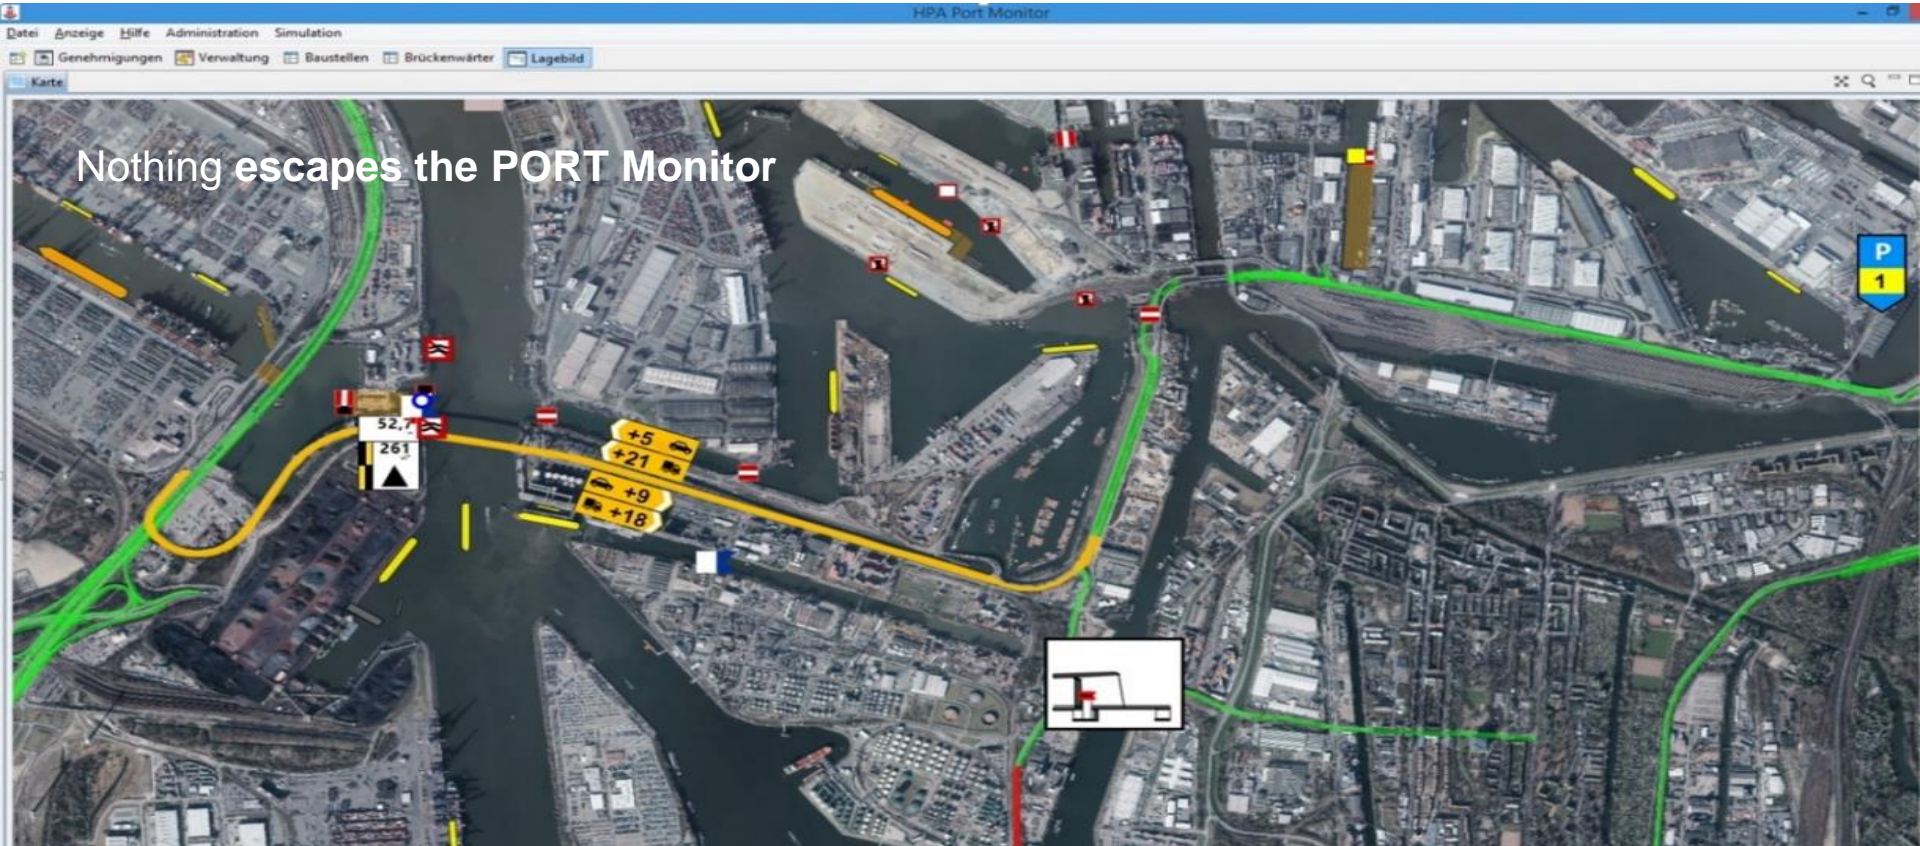 HPA Port Monitor
Datei Anzeige Hilfe Administration Simulation
Genehmigungen Verwaltung Baustellen Brückenwärter Lagebild
Karte
Nothing escapes the PORT Monitor
P
1
52,7
261
+5
+21
+9
+18